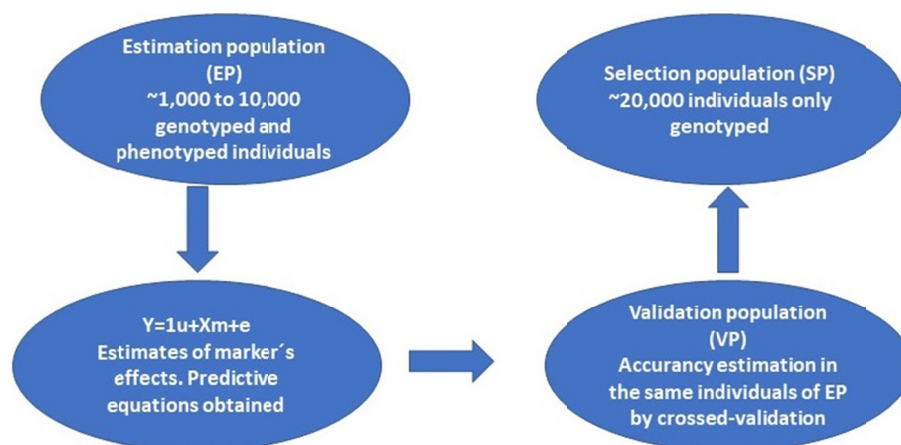 Estimation population
(EP)
~1,000 to 10,000
genotyped and
phenotyped individuals
Selection population (SP)
~20,000 individuals only
genotyped
Y=1u+Xm+e
Estimates of marker´s
effects. Predictive
equations obtained
Validation population
(VP)
Accurancy estimation in
the same individuals of EP
by crossed-validation